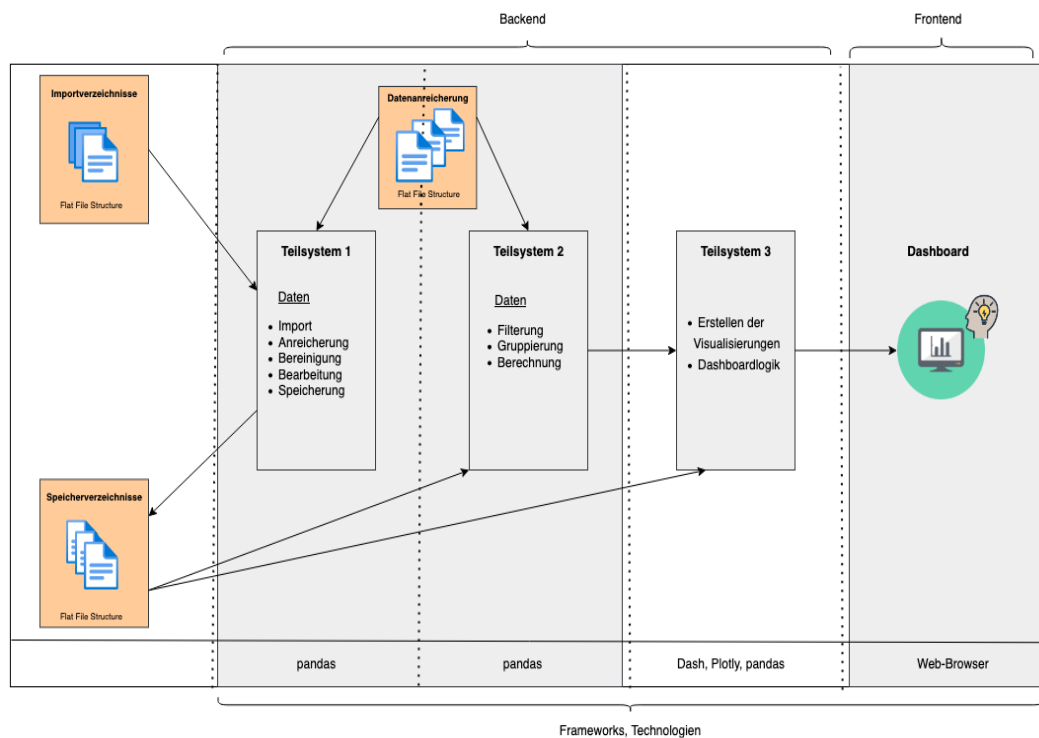 Backend
Frontend
Importverzeichnisse
Flat File Structure
Datenanreicherung
Flat File Structure
Teilsystem 1
Daten
• Import
• Anreicherung
• Bereinigung
• Bearbeitung
• Speicherung
Teilsystem 2
Daten
• Filterung
• Gruppierung
• Berechnung
Teilsystem 3
• Erstellen der
Visualisierungen
• Dashboardlogik
Dashboard
Speicherverzeichnisse
Flat File Structure
pandas
pandas
Dash, Plotly, pandas
Web-Browser
Frameworks, Technologien